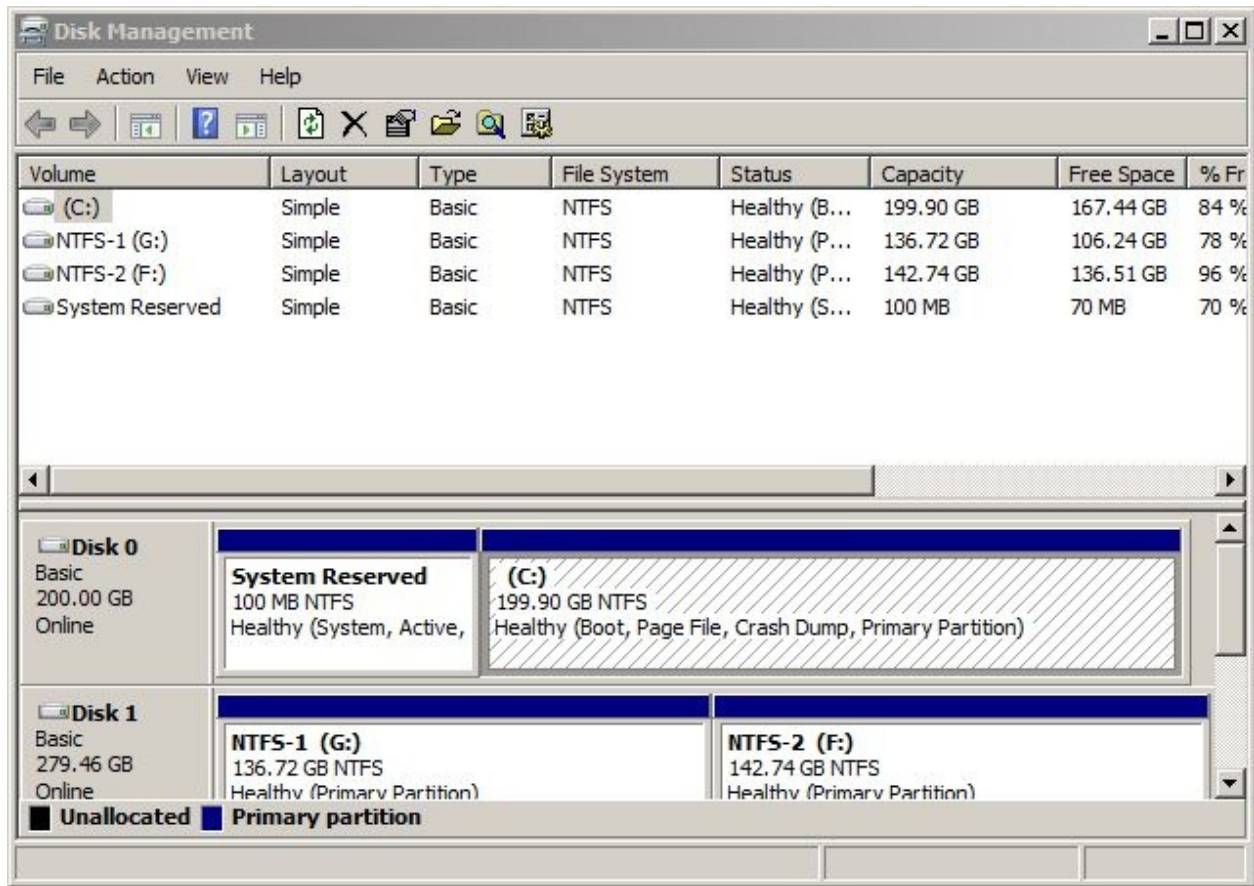 Disk Management
File Action View Help
Volume Layout Type File System Status Capacity Free Space % Fr
(C:) Simple Basic NTFS Healthy (B... 199.90 GB 167.44 GB 84 %
NTFS-1 (G:) Simple Basic NTFS Healthy (P... 136.72 GB 106.24 GB 78 %
NTFS-2 (F:) Simple Basic NTFS Healthy (P... 142.74 GB 136.51 GB 96 %
System Reserved Simple Basic NTFS Healthy (S... 100 MB 70 MB 70 %
Disk 0
Basic
200.00 GB
Online
System Reserved
100 MB NTFS
Healthy (System, Active,
(C:)
199.90 GB NTFS
Healthy (Boot, Page File, Crash Dump, Primary Partition)
Disk 1
Basic
279.46 GB
Online
NTFS-1 (G:)
136.72 GB NTFS
Healthy (Primary Partition)
NTFS-2 (F:)
142.74 GB NTFS
Healthy (Primary Partition)
Unallocated Primary partition